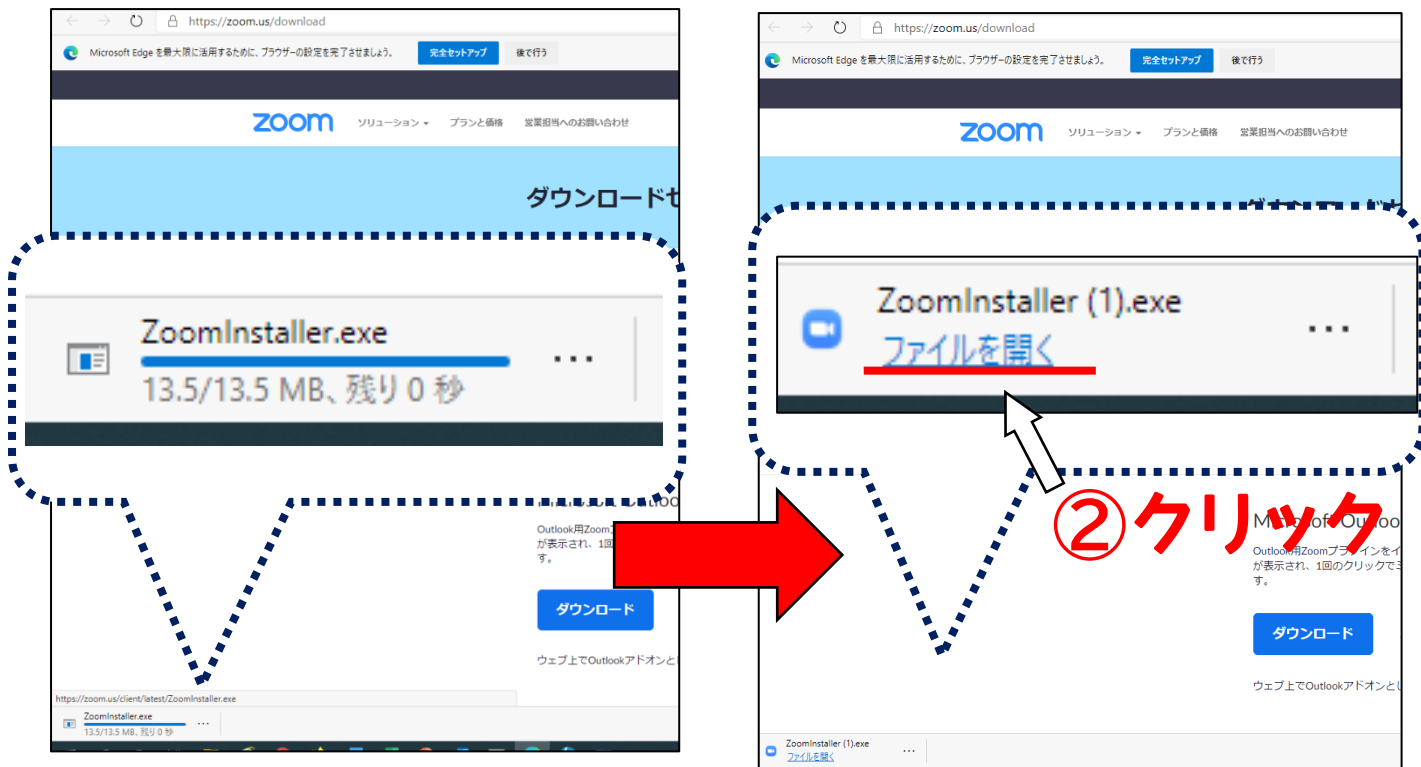 https://zoom.us/download
Microsoft Edge を最大限に活用するために、ブラウザーの設定を完了させましょう。 完全セットアップ 後で行う
zoom ソリューション プランと価格 営業担当へのお問い合わせ
ダウンロードセ
ZoomInstaller.exe
13.5/13.5 MB、残り 0 秒
Outlook用Zoom
が表示され、1回
す。
ダウンロード
ウェブ上でOutlookアドオンと
https://zoom.us/client/latest/ZoomInstaller.exe
ZoomInstaller.exe
13.5/13.5 MB、残り 0 秒
https://zoom.us/download
Microsoft Edge を最大限に活用するために、ブラウザーの設定を完了させましょう。 完全セットアップ 後で行う
zoom ソリューション プランと価格 営業担当へのお問い合わせ
ZoomInstaller (1).exe
ファイルを開く
②クリック
Microsoft Outloo
Outlook用Zoomプラグインをイ
が表示され、1回のクリックでミ
す。
ダウンロード
ウェブ上でOutlookアドオンとし
ZoomInstaller (1).exe
ファイルを開く